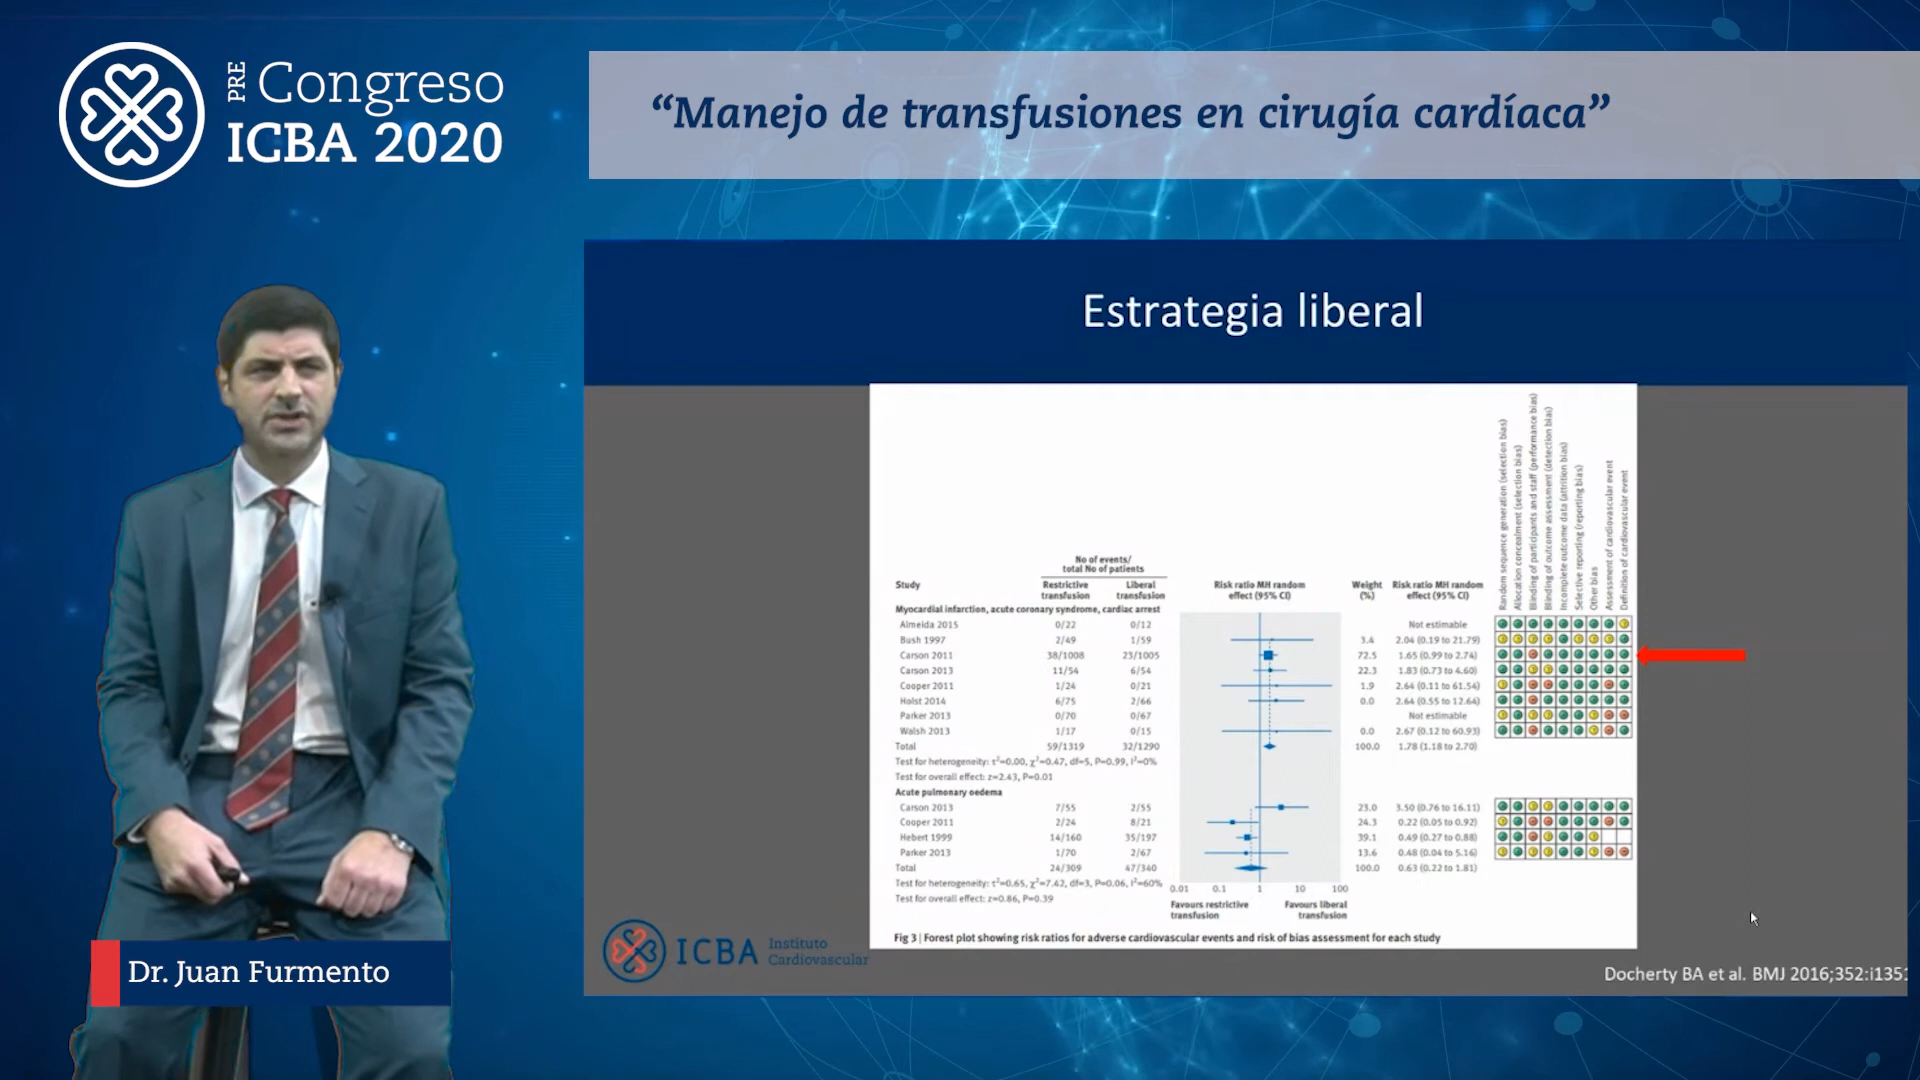 PRE
Congreso
ICBA 2020
“Manejo de transfusiones en cirugía cardíaca”
Estrategia liberal
Random sequence generation (selection bias)
Allocation concealment (selection bias)
Blinding of participants and staff (performance bias)
Blinding of outcome assessment (detection bias)
Incomplete outcome data (attrition bias)
Selective reporting (reporting bias)
Other bias
Assessment of cardiovascular event
Definition of cardiovascular event
No of events/
total No of patients
Study Restrictive Liberal Risk ratio MH random Weight Risk ratio MH random
transfusion transfusion effect (95% CI) (%) effect (95% CI)
Myocardial infarction, acute coronary syndrome, cardiac arrest
Almeida 2015 0/22 0/12 Not estimable
Bush 1997 2/49 1/59 3.4 2.04 (0.19 to 21.79)
Carson 2011 38/1008 23/1005 72.5 1.65 (0.99 to 2.74)
Carson 2013 11/54 6/54 22.3 1.83 (0.73 to 4.60)
Cooper 2011 1/24 0/21 1.9 2.64 (0.11 to 61.54)
Holst 2014 6/75 2/66 0.0 2.64 (0.55 to 12.64)
Parker 2013 0/70 0/67 Not estimable
Walsh 2013 1/17 0/15 0.0 2.67 (0.12 to 60.93)
Total 59/1319 32/1290 100.0 1.78 (1.18 to 2.70)
Test for heterogeneity: τ²=0.00, χ²=0.47, df=5, P=0.99, I²=0%
Test for overall effect: z=2.43, P=0.01
Acute pulmonary oedema
Carson 2013 7/55 2/55 23.0 3.50 (0.76 to 16.11)
Cooper 2011 2/24 8/21 24.3 0.22 (0.05 to 0.92)
Hebert 1999 14/160 35/197 39.1 0.49 (0.27 to 0.88)
Parker 2013 1/70 2/67 13.6 0.48 (0.04 to 5.16)
Total 24/309 47/340 100.0 0.63 (0.22 to 1.81)
Test for heterogeneity: τ²=0.65, χ²=7.42, df=3, P=0.06, I²=60%
Test for overall effect: z=0.86, P=0.39
0.01 0.1 1 10 100
Favours restrictive Favours liberal
transfusion transfusion
Fig 3 | Forest plot showing risk ratios for adverse cardiovascular events and risk of bias assessment for each study
ICBA Instituto
Cardiovascular
Docherty BA et al. BMJ 2016;352:i1351
Dr. Juan Furmento